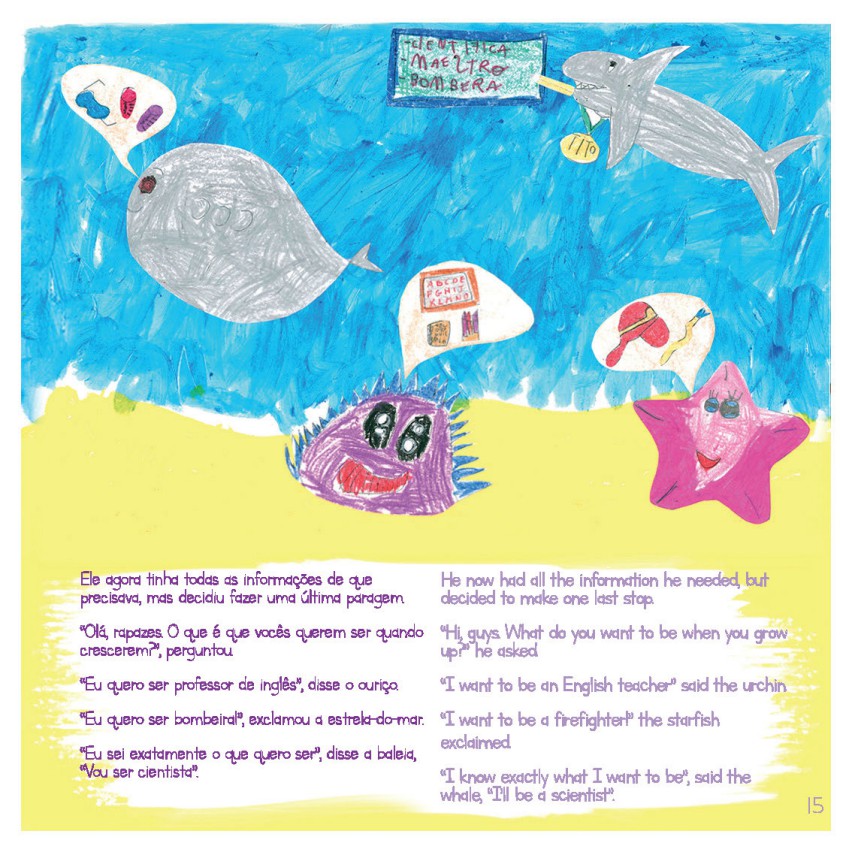 -CIENTIFICA
-MAEZTRO
-BOMBERA
TITO
ABCDE
FGHIJ
KLMNO
Ele agora tinha todas as informações de que
precisava, mas decidiu fazer uma última paragem.
"Olá, rapazes. O que é que vocês querem ser quando
crescerem?", perguntou.
"Eu quero ser professor de inglês", disse o ouriço.
"Eu quero ser bombeira!", exclamou a estrela-do-mar.
"Eu sei exatamente o que quero ser", disse a baleia,
"Vou ser cientista".
He now had all the information he needed, but
decided to make one last stop.
"Hi, guys. What do you want to be when you grow
up?" he asked.
"I want to be an English teacher" said the urchin.
"I want to be a firefighter!" the starfish
exclaimed.
"I know exactly what I want to be", said the
whale, "I'll be a scientist".
15